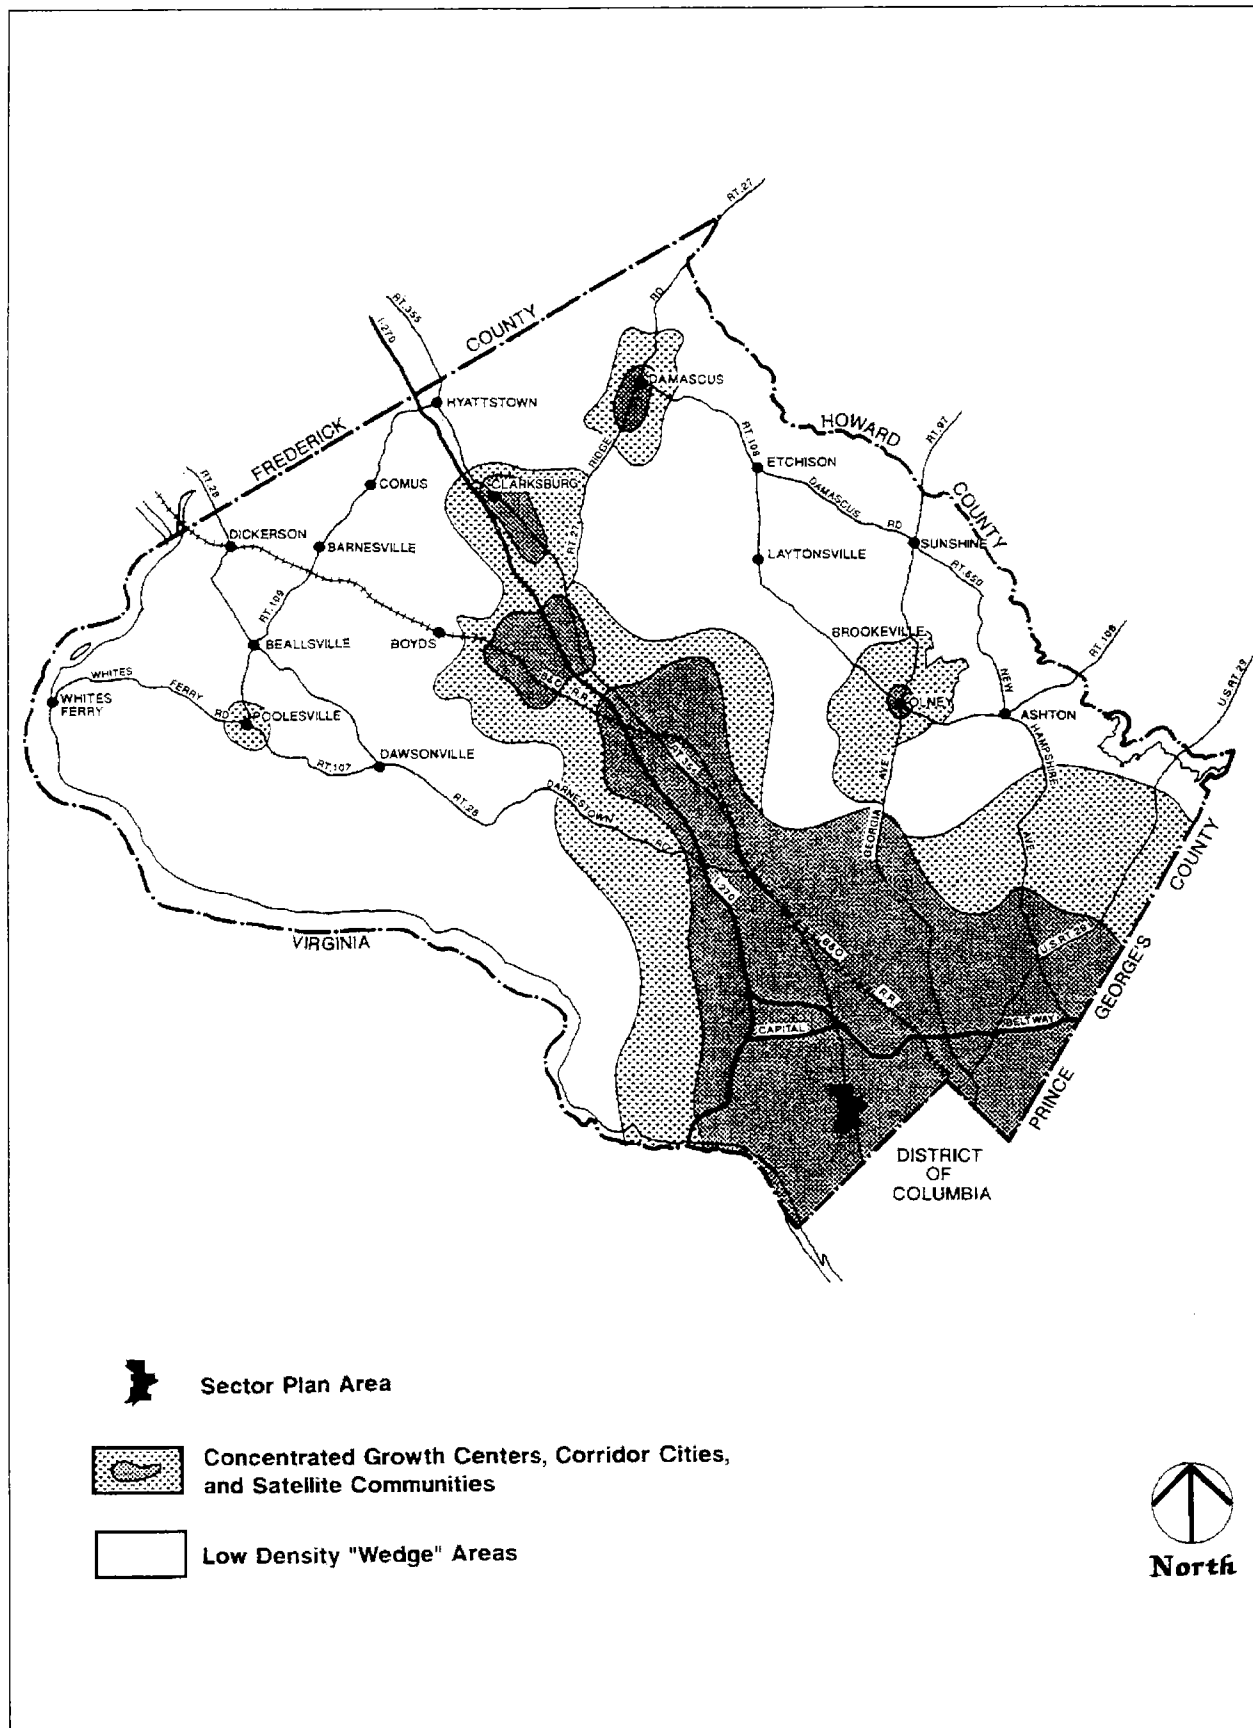 RT.27
RT.355
I-270
COUNTY
RD
DAMASCUS
HYATTSTOWN
FREDERICK
HOWARD
RT.97
RIDGE
RT.108
ETCHISON
RT.28
COMUS
CLARKSBURG
DAMASCUS
RD
COUNTY
DICKERSON
BARNESVILLE
RT.27
SUNSHINE
LAYTONSVILLE
RT.650
RT.109
BEALLSVILLE
BOYDS
BROOKEVILLE
RT.108
U.S.RT.29
WHITES
FERRY
RD
WHITES
FERRY
POOLESVILLE
B&O R.R.
OLNEY
NEW
ASHTON
HAMPSHIRE
AVE
RT.107
DAWSONVILLE
RT.28
DARNESTOWN
RD
AVE
GEORGIA
I-270
COUNTY
VIRGINIA
B&O
R.R.
U.S.RT.29
GEORGE'S
CAPITAL
BELTWAY
PRINCE
DISTRICT
OF
COLUMBIA
Sector Plan Area
Concentrated Growth Centers, Corridor Cities,
and Satellite Communities
Low Density "Wedge" Areas
North